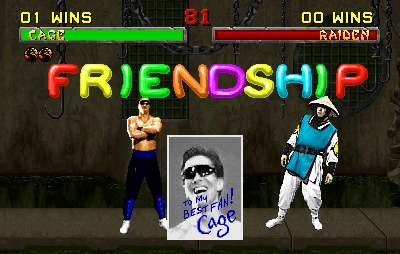 01 WINS 81 00 WINS
CAGE RAIDEN
FRIENDSHIP
TO MY
BEST FAN!
Cage